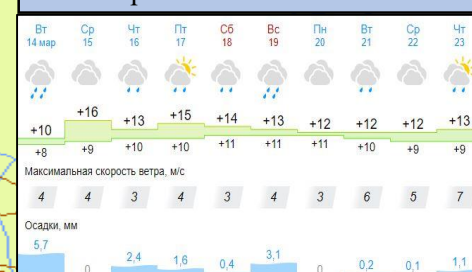 Вт Ср Чт Пт Сб Вс Пн Вт Ср Чт
14 мар 15 16 17 18 19 20 21 22 23
+10 +16 +13 +15 +14 +13 +12 +12 +12 +13
+8 +9 +10 +10 +11 +11 +11 +10 +9 +9
Максимальная скорость ветра, м/с
4 4 3 4 3 4 3 6 5 7
Осадки, мм
5,7 0 2,4 1,6 0,4 3,1 0 0,2 0,1 1,1